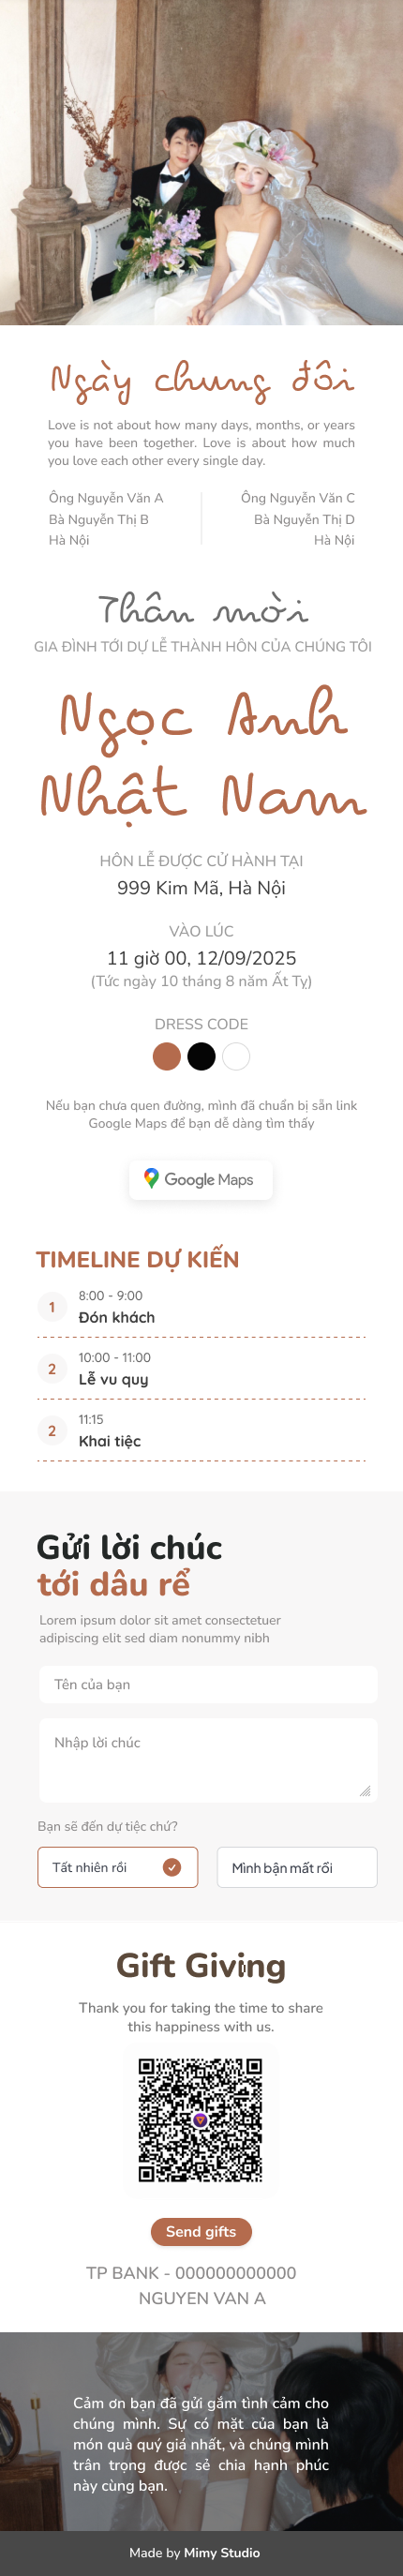 Ngày chung đôi
Love is not about how many days, months, or years
you have been together. Love is about how much
you love each other every single day.
Ông Nguyễn Văn A
Bà Nguyễn Thị B
Hà Nội
Ông Nguyễn Văn C
Bà Nguyễn Thị D
Hà Nội
Thân mời
GIA ĐÌNH TỚI DỰ LỄ THÀNH HÔN CỦA CHÚNG TÔI
Ngọc Anh
Nhật Nam
HÔN LỄ ĐƯỢC CỬ HÀNH TẠI
999 Kim Mã, Hà Nội
VÀO LÚC
11 giờ 00, 12/09/2025
(Tức ngày 10 tháng 8 năm Ất Tỵ)
DRESS CODE
Nếu bạn chưa quen đường, mình đã chuẩn bị sẵn link
Google Maps để bạn dễ dàng tìm thấy
Google Maps
TIMELINE DỰ KIẾN
1
8:00 - 9:00
Đón khách
2
10:00 - 11:00
Lễ vu quy
2
11:15
Khai tiệc
Gửi lời chúc
tới dâu rể
Lorem ipsum dolor sit amet consectetuer
adipiscing elit sed diam nonummy nibh
Tên của bạn
Nhập lời chúc
Bạn sẽ đến dự tiệc chứ?
Tất nhiên rồi
Mình bận mất rồi
Gift Giving
Thank you for taking the time to share
this happiness with us.
Send gifts
TP BANK - 000000000000
NGUYEN VAN A
Cảm ơn bạn đã gửi gắm tình cảm cho
chúng mình. Sự có mặt của bạn là
món quà quý giá nhất, và chúng mình
trân trọng được sẻ chia hạnh phúc
này cùng bạn.
Made by Mimy Studio